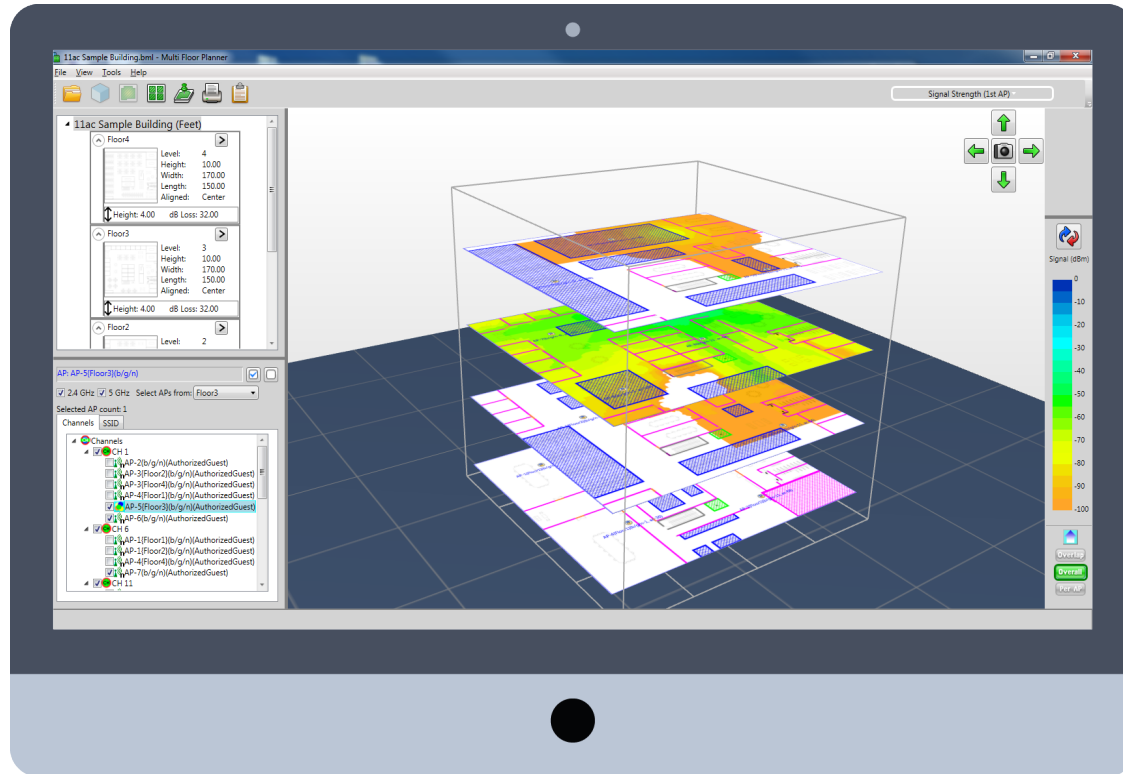 11ac Sample Building.bml - Multi Floor Planner
File View Tools Help
Signal Strength (1st AP)
11ac Sample Building (Feet)
Floor4
Level: 4
Height: 10.00
Width: 170.00
Length: 150.00
Aligned: Center
Height: 4.00 dB Loss: 32.00
Floor3
Level: 3
Height: 10.00
Width: 170.00
Length: 150.00
Aligned: Center
Height: 4.00 dB Loss: 32.00
Floor2
Level: 2
AP: AP-5(Floor3)(b/g/n)
2.4 GHz 5 GHz Select APs from: Floor3
Selected AP count: 1
Channels SSID
Channels
CH 1
AP-2(b/g/n)(AuthorizedGuest)
AP-3(Floor2)(b/g/n)(AuthorizedGuest)
AP-3(Floor4)(b/g/n)(AuthorizedGuest)
AP-4(Floor1)(b/g/n)(AuthorizedGuest)
AP-5(Floor3)(b/g/n)(AuthorizedGuest)
AP-6(b/g/n)(AuthorizedGuest)
CH 6
AP-1(Floor1)(b/g/n)(AuthorizedGuest)
AP-1(Floor2)(b/g/n)(AuthorizedGuest)
AP-4(Floor4)(b/g/n)(AuthorizedGuest)
AP-7(b/g/n)(AuthorizedGuest)
CH 11
Signal (dBm)
0
-10
-20
-30
-40
-50
-60
-70
-80
-90
-100
Overlap
Overall
Per AP